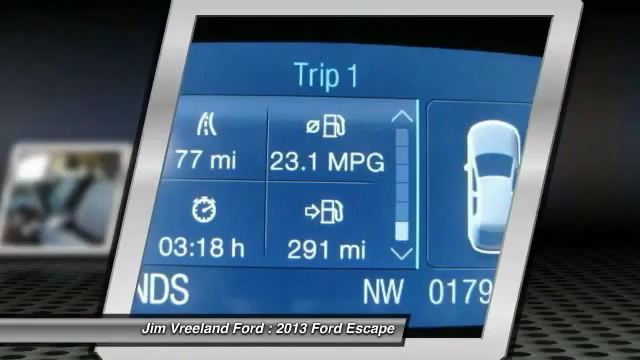 Trip 1
77 mi
23.1 MPG
03:18 h
291 mi
NDS NW 0179
Jim Vreeland Ford : 2013 Ford Escape